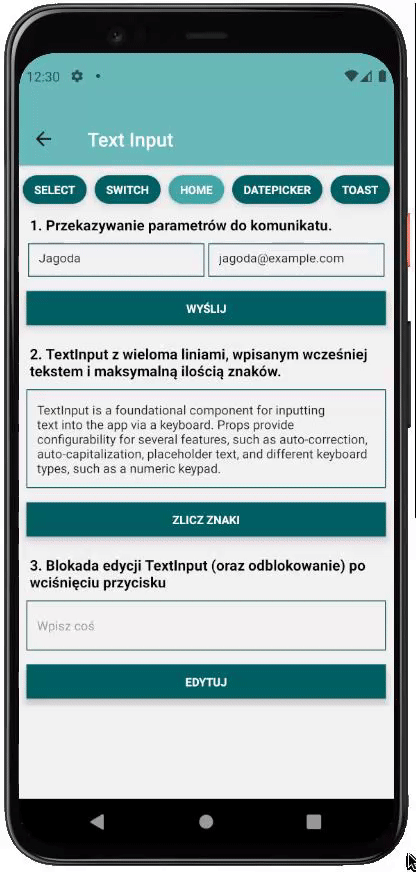 12:30
Text Input
SELECT SWITCH HOME DATEPICKER TOAST
1. Przekazywanie parametrów do komunikatu.
Jagoda jagoda@example.com
WYŚLIJ
2. TextInput z wieloma liniami, wpisanym wcześniej
tekstem i maksymalną ilością znaków.
TextInput is a foundational component for inputting
text into the app via a keyboard. Props provide
configurability for several features, such as auto-correction,
auto-capitalization, placeholder text, and different keyboard
types, such as a numeric keypad.
ZLICZ ZNAKI
3. Blokada edycji TextInput (oraz odblokowanie) po
wciśnięciu przycisku
Wpisz coś
EDYTUJ